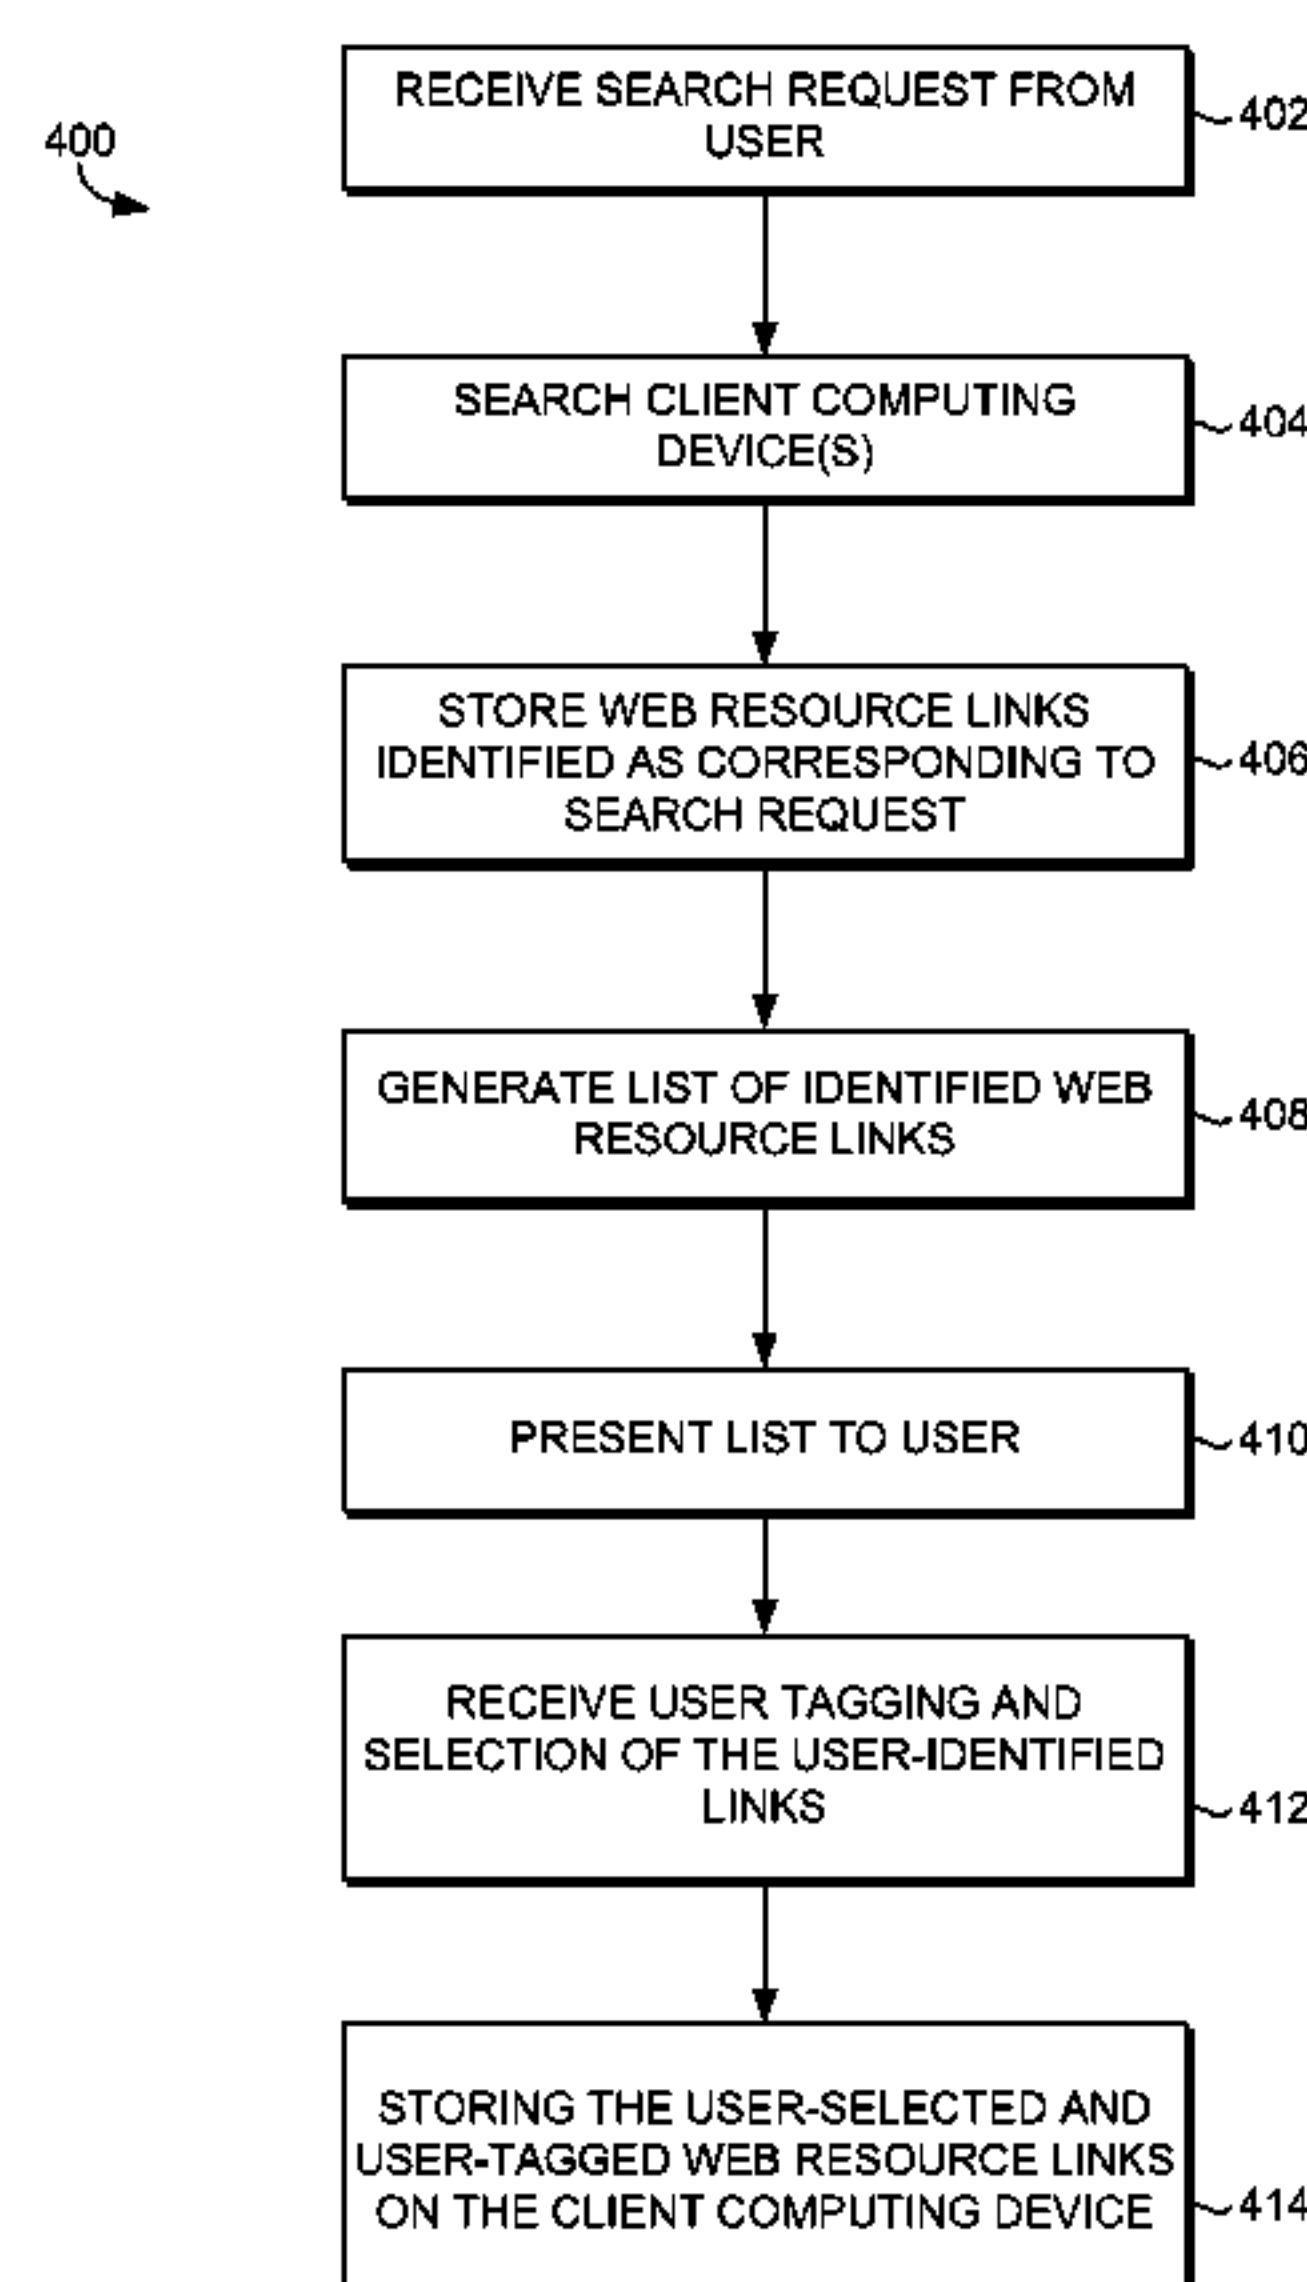 400
RECEIVE SEARCH REQUEST FROM
USER
402
SEARCH CLIENT COMPUTING
DEVICE(S)
404
STORE WEB RESOURCE LINKS
IDENTIFIED AS CORRESPONDING TO
SEARCH REQUEST
406
GENERATE LIST OF IDENTIFIED WEB
RESOURCE LINKS
408
PRESENT LIST TO USER
410
RECEIVE USER TAGGING AND
SELECTION OF THE USER-IDENTIFIED
LINKS
412
STORING THE USER-SELECTED AND
USER-TAGGED WEB RESOURCE LINKS
ON THE CLIENT COMPUTING DEVICE
414